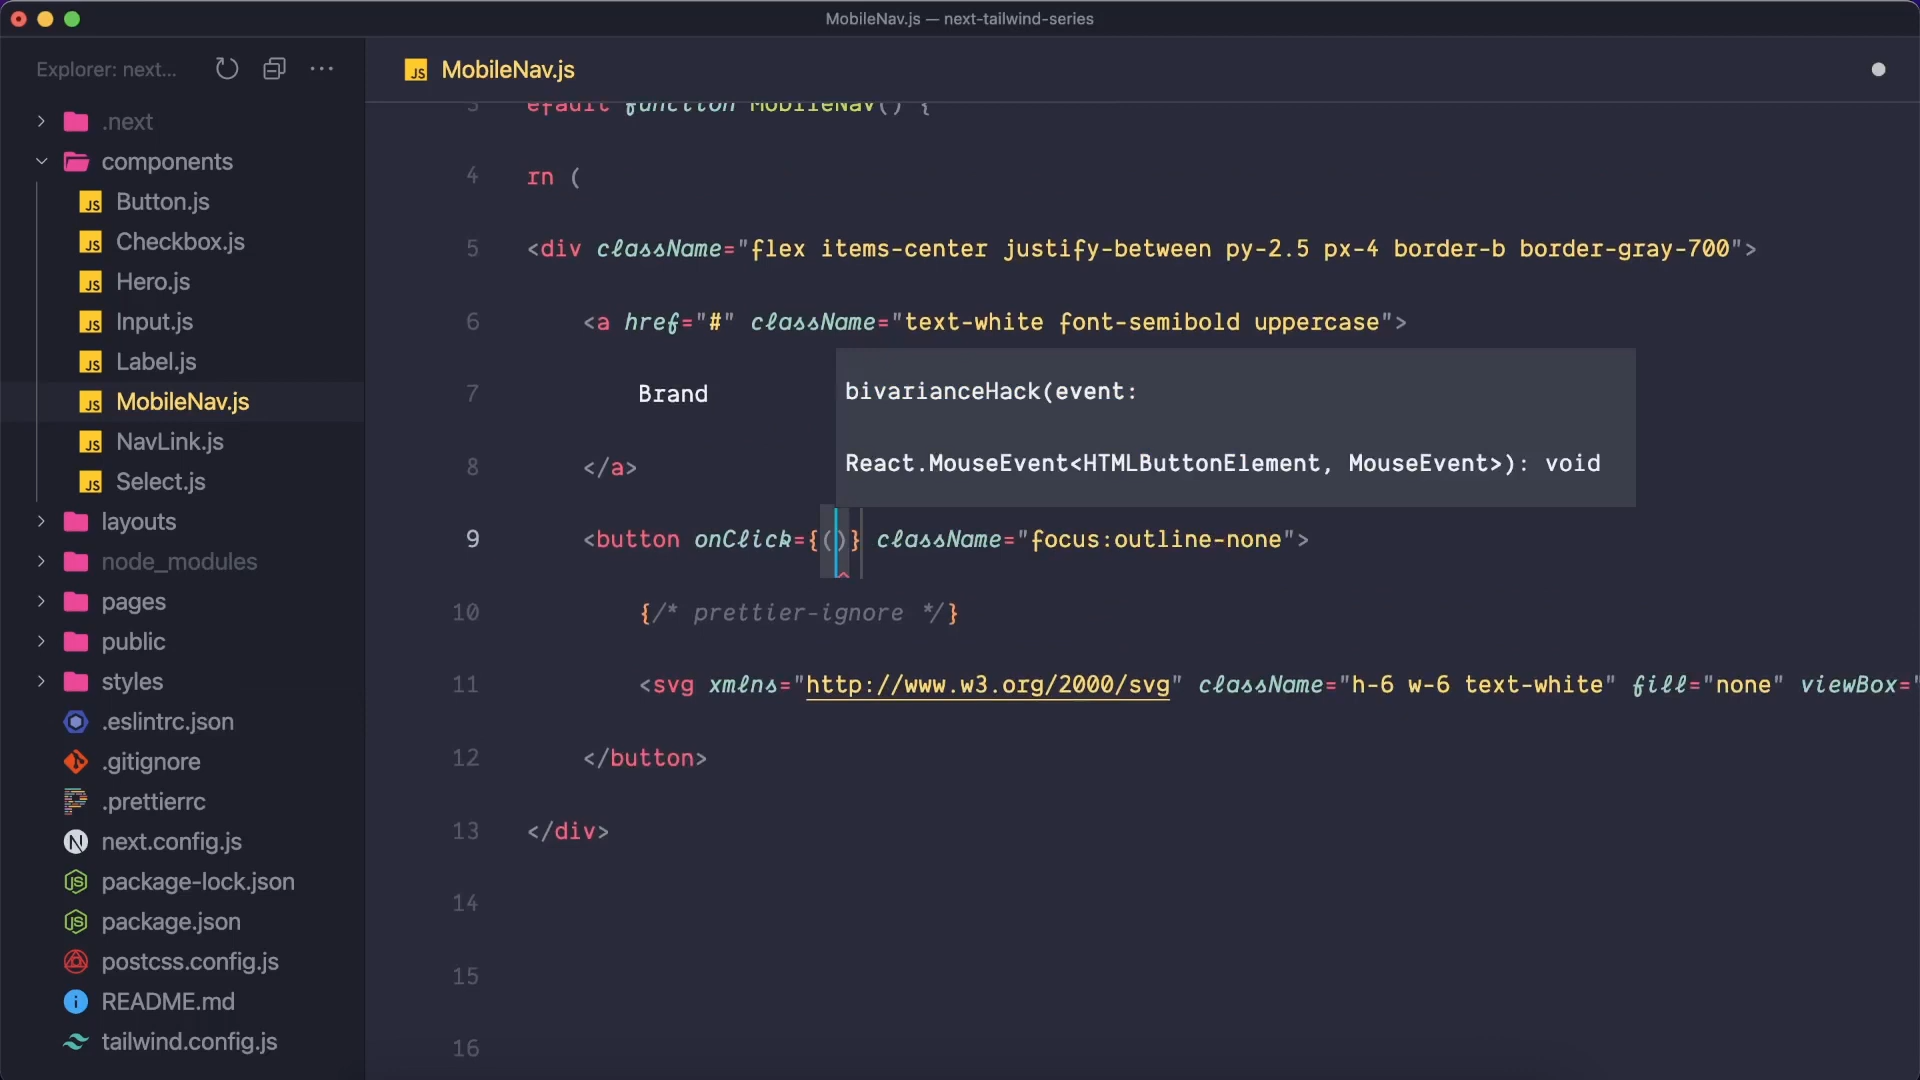 MobileNav.js — next-tailwind-series
Explorer: next...
MobileNav.js
.next
components
Button.js
Checkbox.js
Hero.js
Input.js
Label.js
MobileNav.js
NavLink.js
Select.js
layouts
node_modules
pages
public
styles
.eslintrc.json
.gitignore
.prettierrc
next.config.js
package-lock.json
package.json
postcss.config.js
README.md
tailwind.config.js
3 efault function MobileNav() {
4 rn (
5 <div className="flex items-center justify-between py-2.5 px-4 border-b border-gray-700">
6 <a href="#" className="text-white font-semibold uppercase">
7 Brand
bivarianceHack(event:
React.MouseEvent<HTMLButtonElement, MouseEvent>): void
8 </a>
9 <button onClick={()} className="focus:outline-none">
10 {/* prettier-ignore */}
11 <svg xmlns="http://www.w3.org/2000/svg" className="h-6 w-6 text-white" fill="none" viewBox="
12 </button>
13 </div>
14
15
16